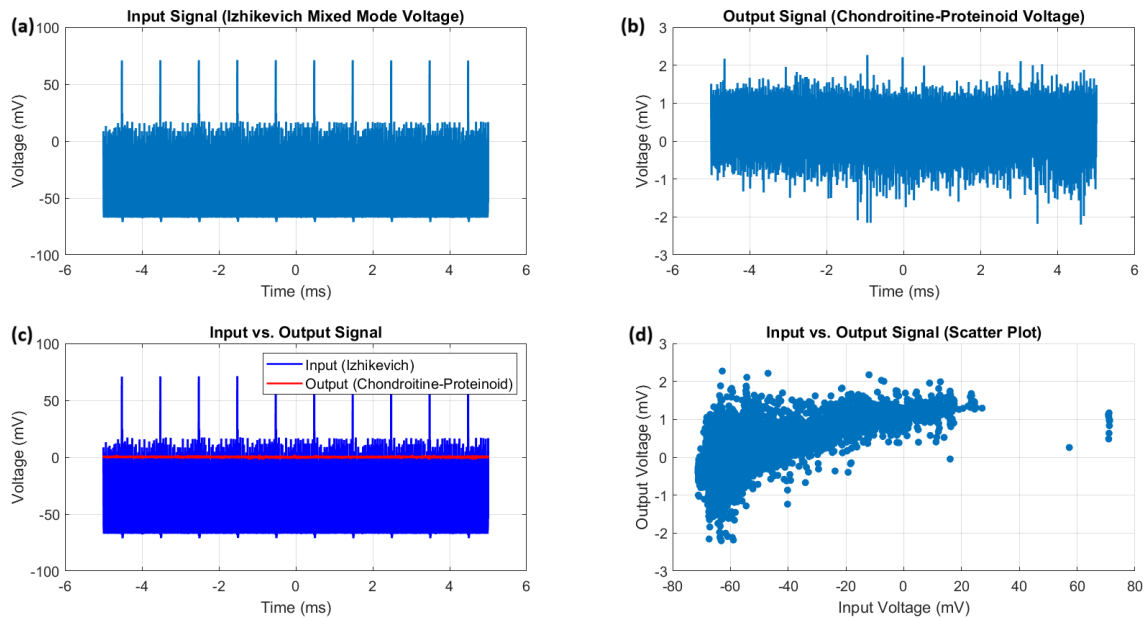 (a)
Input Signal (Izhikevich Mixed Mode Voltage)
Voltage (mV)
100
50
0
-50
-100
-6 -4 -2 0 2 4 6
Time (ms)
(b)
Output Signal (Chondroitine-Proteinoid Voltage)
Voltage (mV)
3
2
1
0
-1
-2
-3
-6 -4 -2 0 2 4 6
Time (ms)
(c)
Input vs. Output Signal
Input (Izhikevich)
Output (Chondroitine-Proteinoid)
Voltage (mV)
100
50
0
-50
-100
-6 -4 -2 0 2 4 6
Time (ms)
(d)
Input vs. Output Signal (Scatter Plot)
Output Voltage (mV)
3
2
1
0
-1
-2
-3
-80 -60 -40 -20 0 20 40 60 80
Input Voltage (mV)